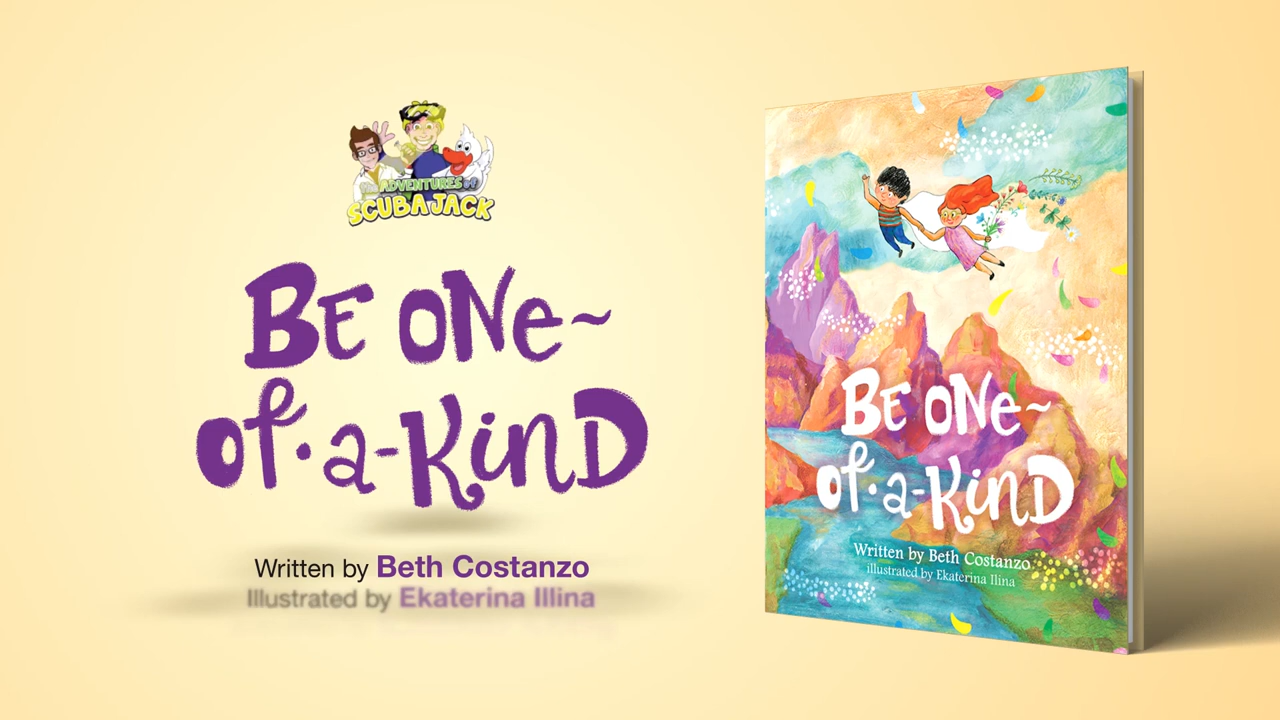 THE ADVENTURES OF
SCUBA JACK
BE ONe~
of·a-KinD
Written by Beth Costanzo
Illustrated by Ekaterina Illina
BE ONe~
of·a-KinD
Written by Beth Costanzo
illustrated by Ekaterina Ilina